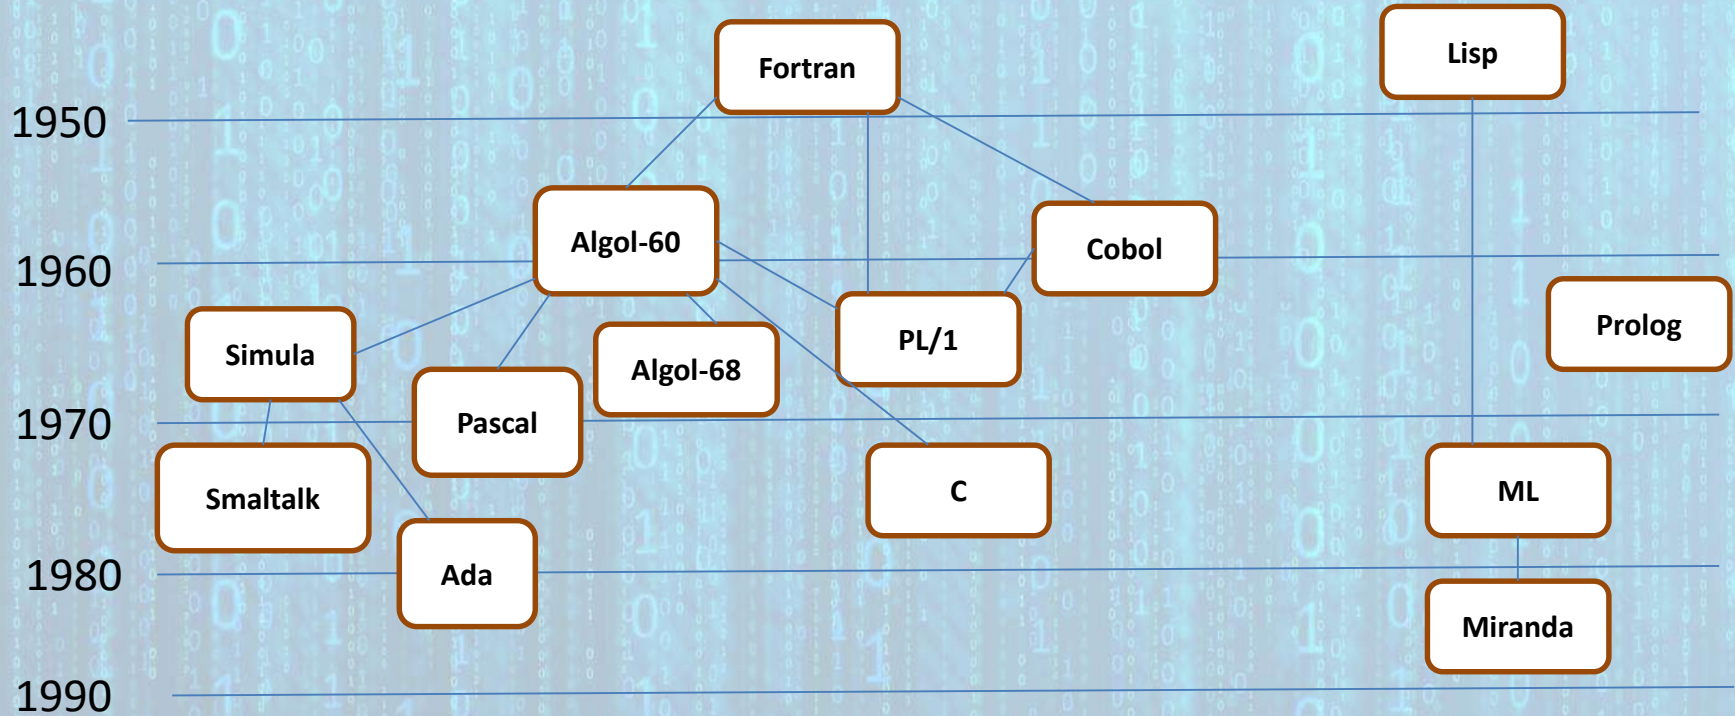 Fortran
Lisp
1950
Algol-60
Cobol
1960
Simula
Algol-68
PL/1
Prolog
1970
Pascal
Smaltalk
C
ML
1980
Ada
Miranda
1990